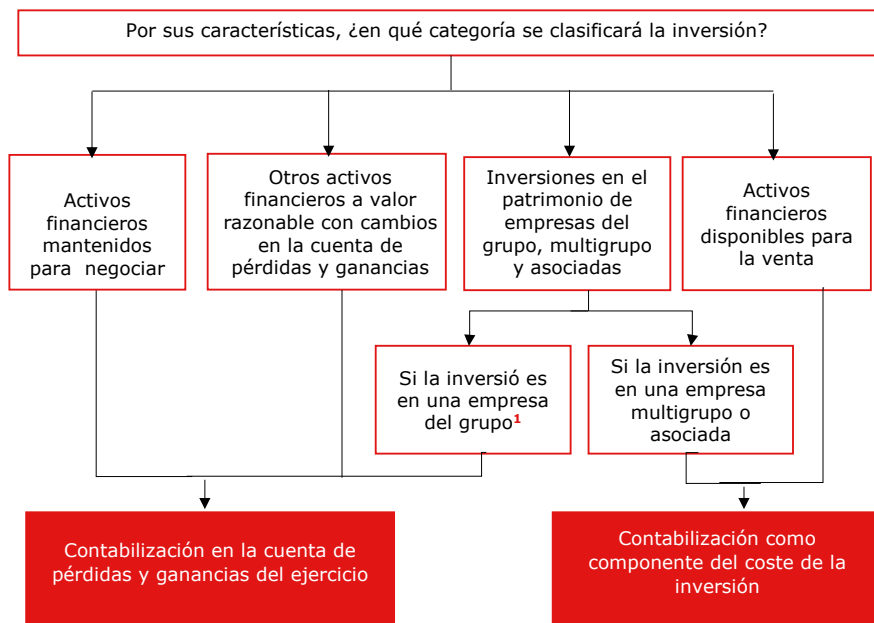 Por sus características, ¿en qué categoría se clasificará la inversión?
Activos
financieros
mantenidos
para negociar
Otros activos
financieros a valor
razonable con cambios
en la cuenta de
pérdidas y ganancias
Inversiones en el
patrimonio de
empresas del
grupo, multigrupo
y asociadas
Activos
financieros
disponibles para
la venta
Si la inversió es
en una empresa
del grupo¹
Si la inversión es
en una empresa
multigrupo o
asociada
Contabilización en la cuenta de
pérdidas y ganancias del ejercicio
Contabilización como
componente del coste de la
inversión